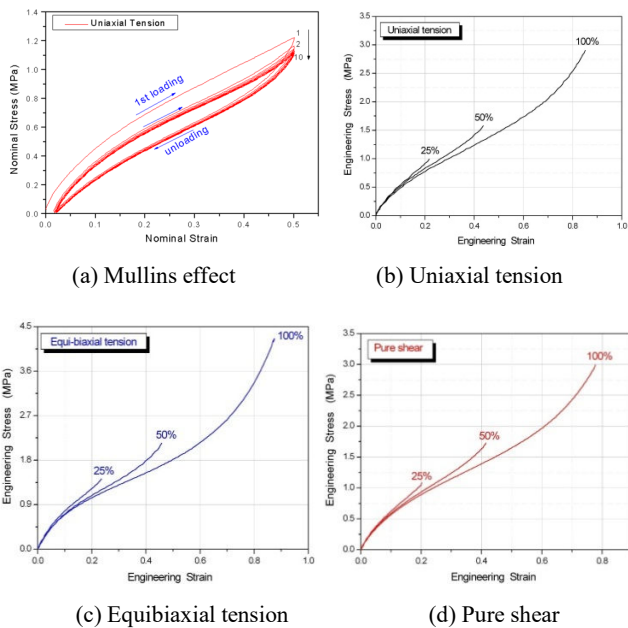 Uniaxial Tension
1
2
10
1st loading
unloading
Nominal Stress (MPa)
1.4
1.2
1.0
0.8
0.6
0.4
0.2
0.0
0.0 0.1 0.2 0.3 0.4 0.5
Nominal Strain
(a) Mullins effect
Uniaxial tension
100%
50%
25%
Engineering Stress (MPa)
3.5
3.0
2.5
2.0
1.5
1.0
0.5
0.0
0.0 0.2 0.4 0.6 0.8 1.0
Engineering Strain
(b) Uniaxial tension
Equi-biaxial tension
100%
50%
25%
Engineering Stress (MPa)
4.5
3.6
2.7
1.8
0.9
0.0
0.0 0.2 0.4 0.6 0.8 1.0
Engineering Strain
(c) Equibiaxial tension
Pure shear
100%
50%
25%
Engineering Stress (MPa)
3.5
3.0
2.5
2.0
1.5
1.0
0.5
0.0
0.0 0.2 0.4 0.6 0.8
Engineering Strain
(d) Pure shear